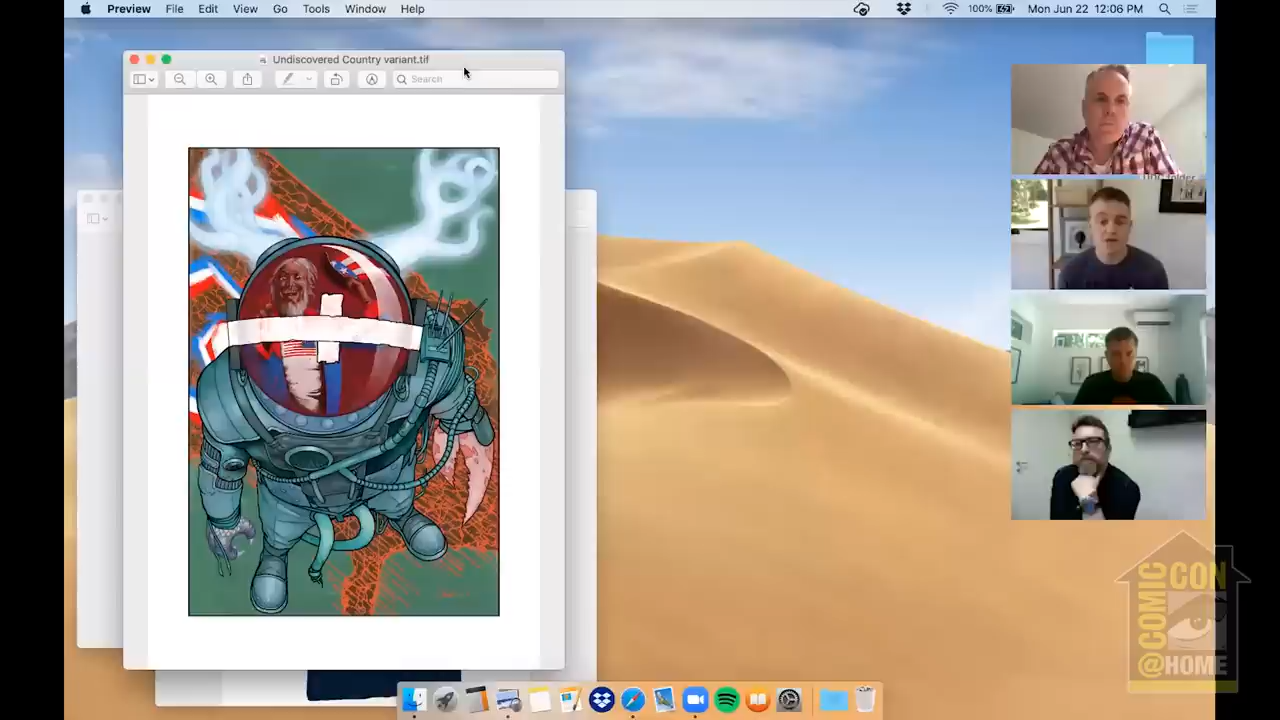 Preview File Edit View Go Tools Window Help
100% Mon Jun 22 12:06 PM
Undiscovered Country variant.tif
Search
COMIC CON
@HOME